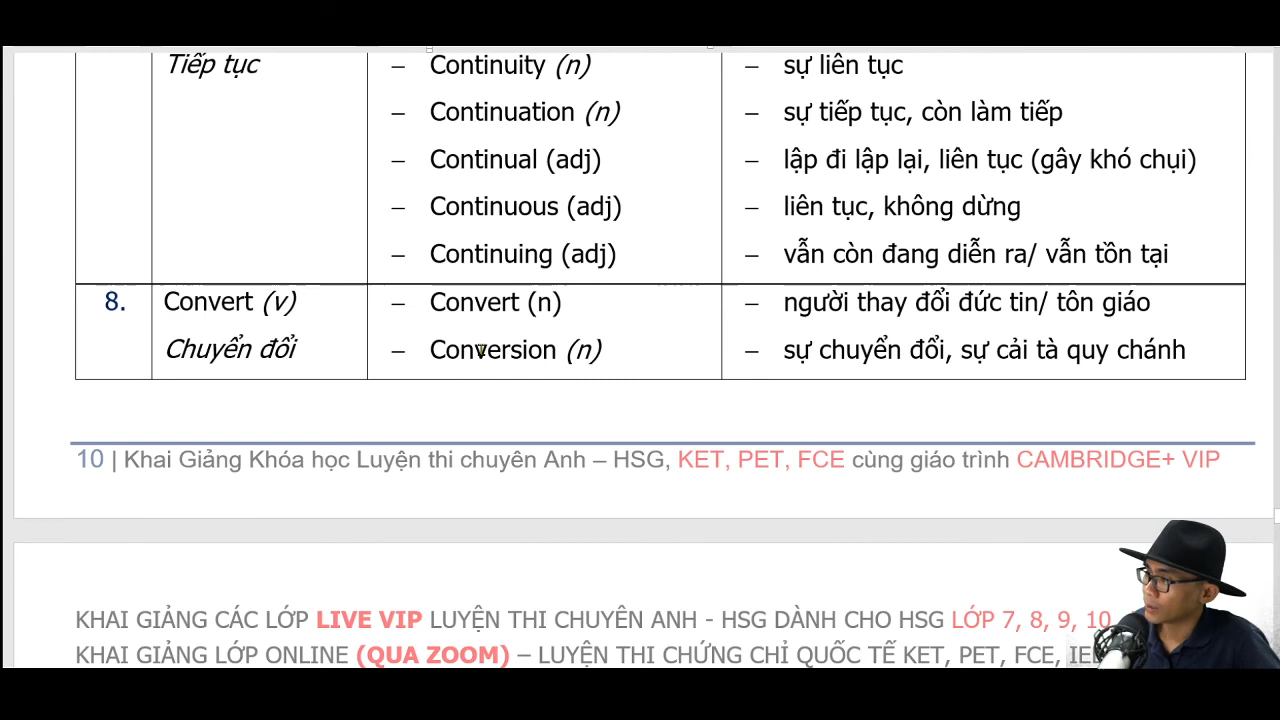 Tiếp tục – Continuity (n) – sự liên tục
– Continuation (n) – sự tiếp tục, còn làm tiếp
– Continual (adj) – lập đi lập lại, liên tục (gây khó chụi)
– Continuous (adj) – liên tục, không dừng
– Continuing (adj) – vẫn còn đang diễn ra/ vẫn tồn tại
8. Convert (v) – Convert (n) – người thay đổi đức tin/ tôn giáo
Chuyển đổi – Conversion (n) – sự chuyển đổi, sự cải tà quy chánh
10 | Khai Giảng Khóa học Luyện thi chuyên Anh – HSG, KET, PET, FCE cùng giáo trình CAMBRIDGE+ VIP
KHAI GIẢNG CÁC LỚP LIVE VIP LUYỆN THI CHUYÊN ANH - HSG DÀNH CHO HSG LỚP 7, 8, 9, 10
KHAI GIẢNG LỚP ONLINE (QUA ZOOM) – LUYỆN THI CHỨNG CHỈ QUỐC TẾ KET, PET, FCE,